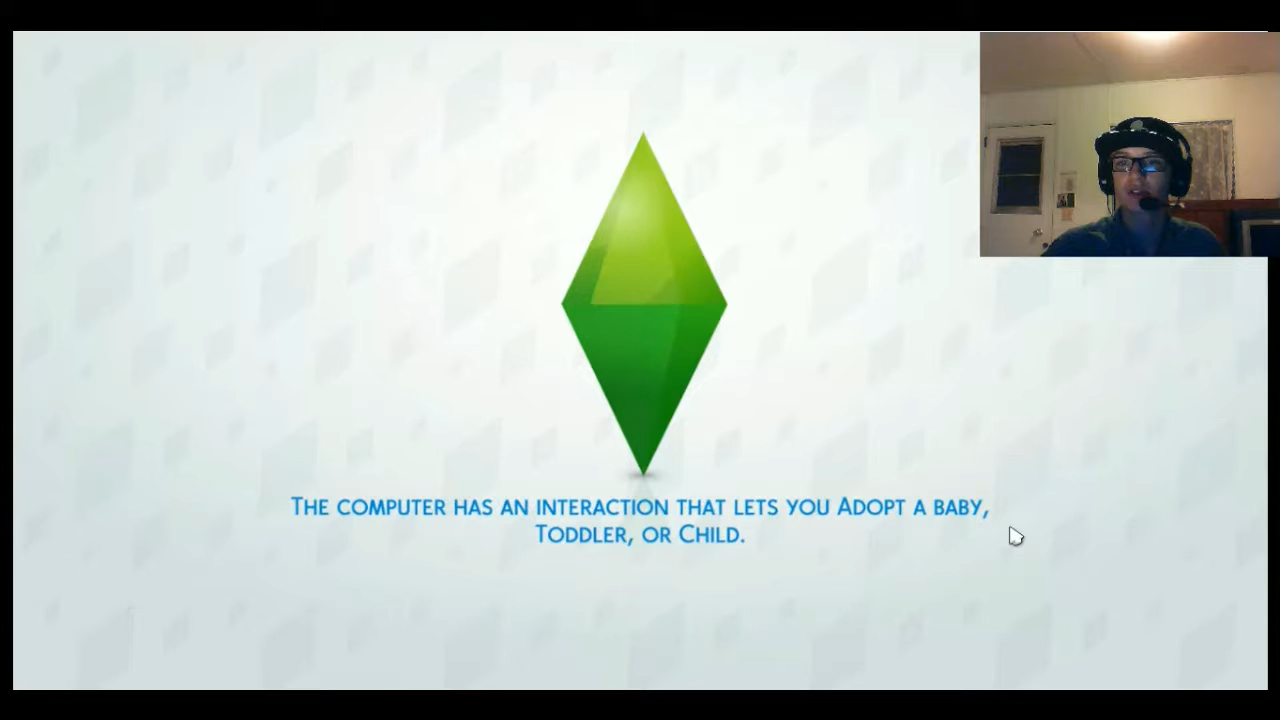 The computer has an interaction that lets you Adopt a baby,
Toddler, or Child.